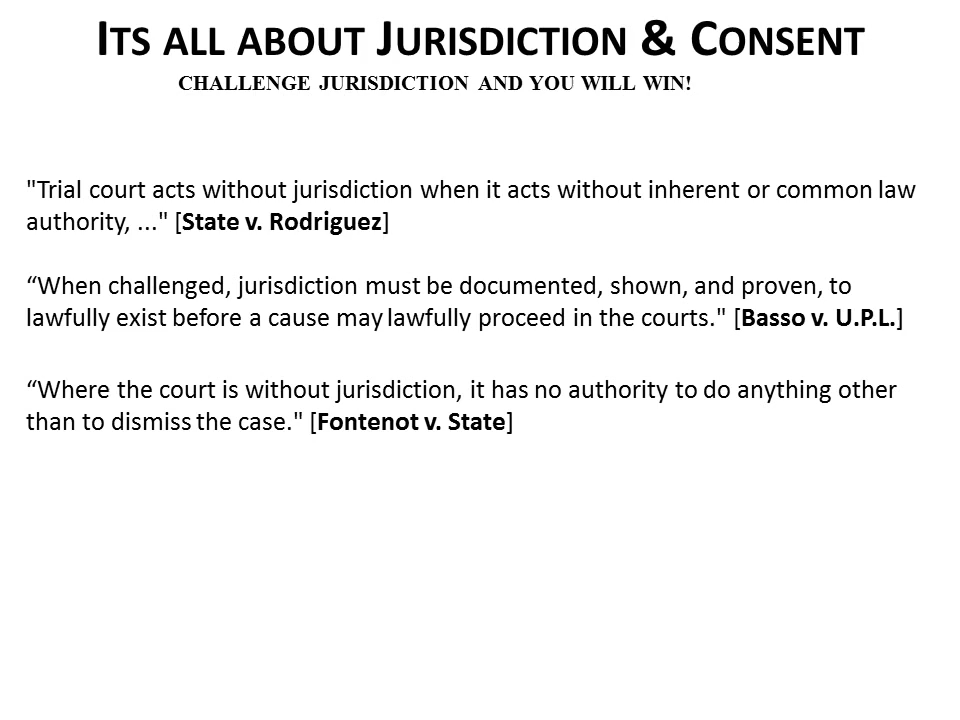 ITS ALL ABOUT JURISDICTION & CONSENT
CHALLENGE JURISDICTION AND YOU WILL WIN!
"Trial court acts without jurisdiction when it acts without inherent or common law
authority, ..." [State v. Rodriguez]
“When challenged, jurisdiction must be documented, shown, and proven, to
lawfully exist before a cause may lawfully proceed in the courts." [Basso v. U.P.L.]
“Where the court is without jurisdiction, it has no authority to do anything other
than to dismiss the case." [Fontenot v. State]